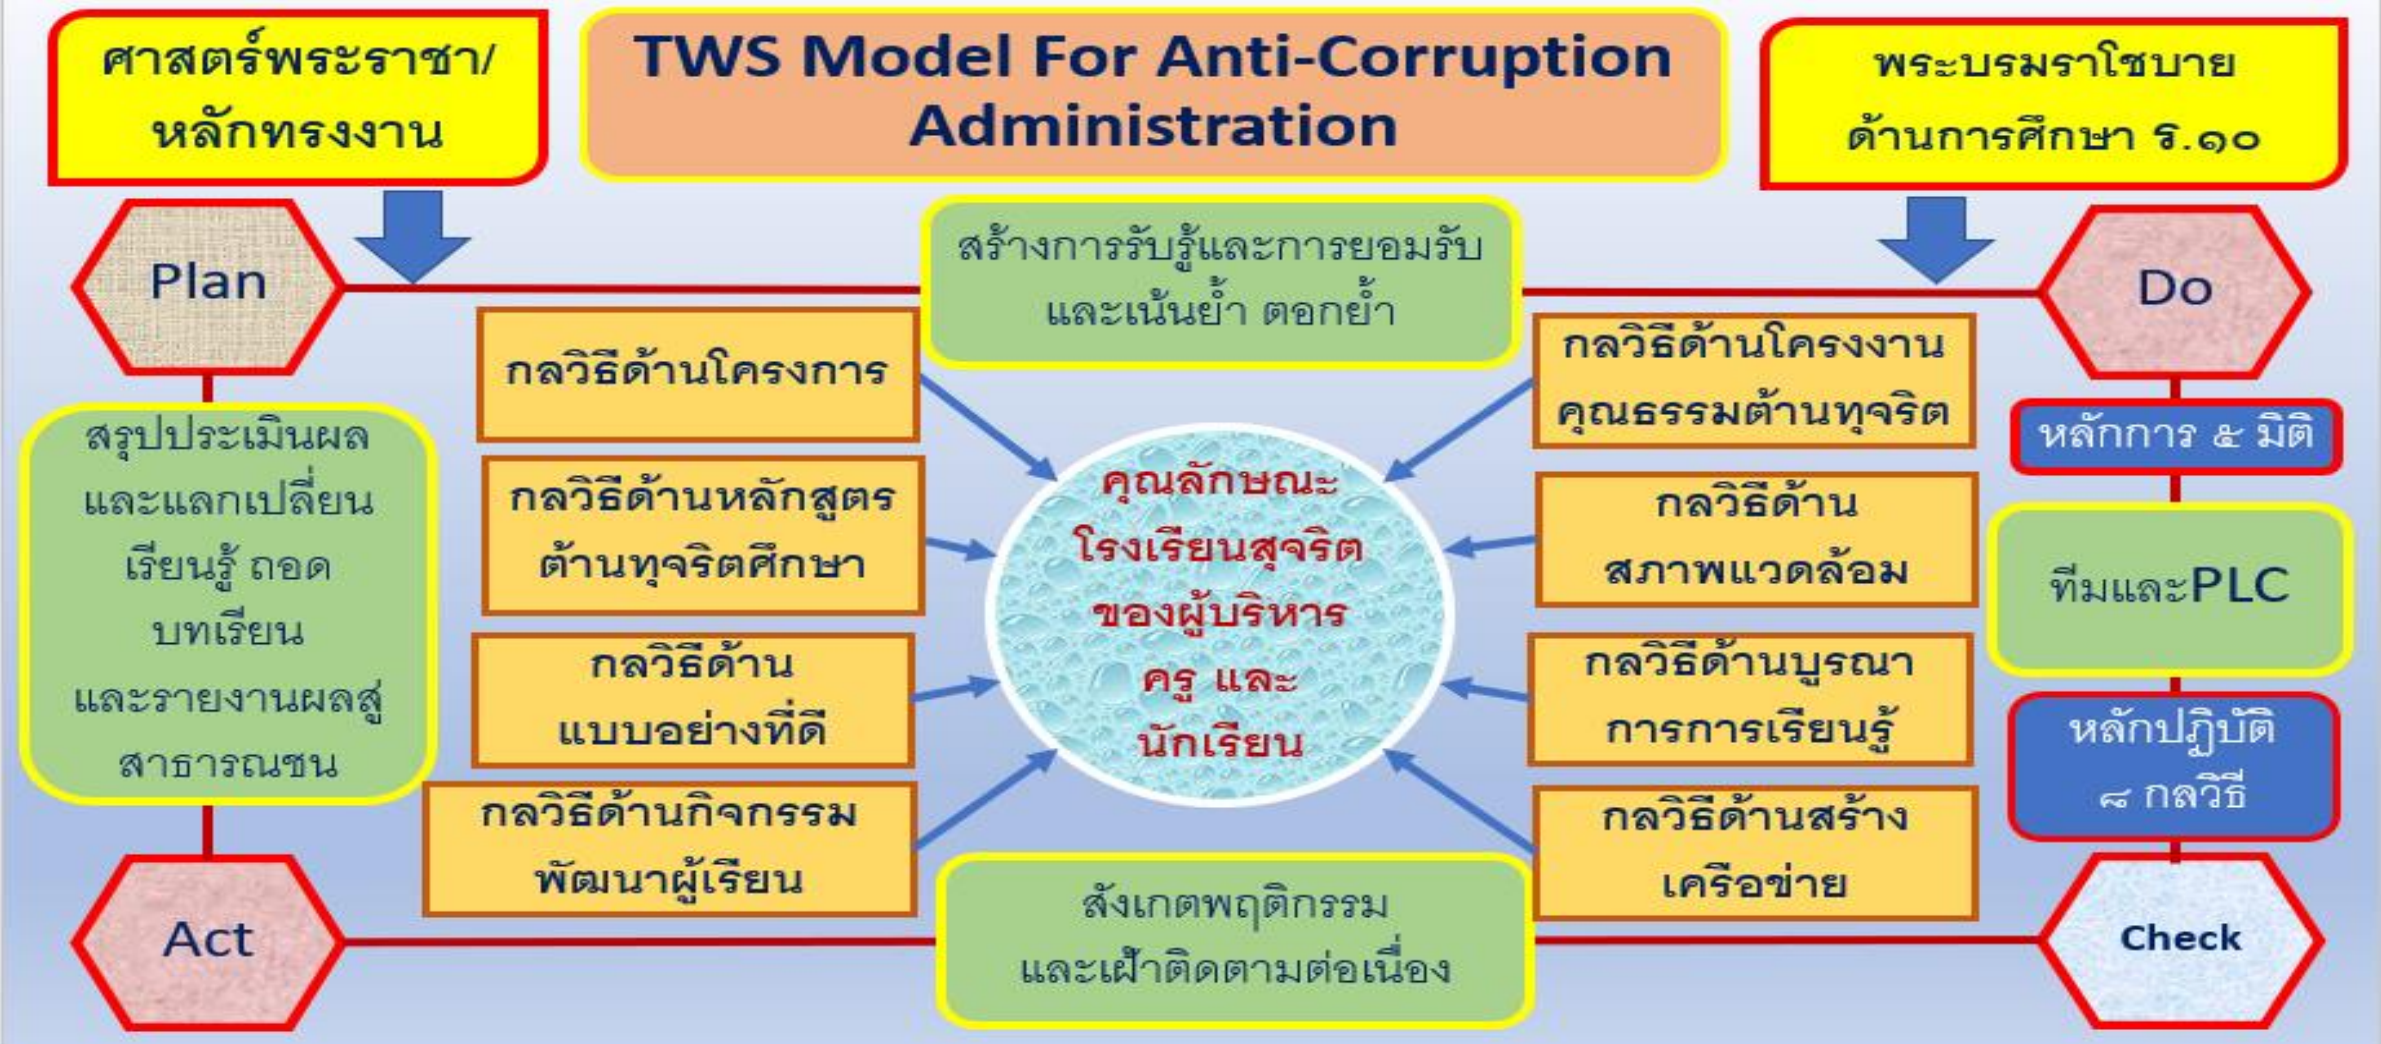 ศาสตร์พระราชา/
หลักทรงงาน
TWS Model For Anti-Corruption
Administration
พระบรมราโชบาย
ด้านการศึกษา ร.๑๐
Plan
สร้างการรับรู้และการยอมรับ
และเน้นย้ำ ตอกย้ำ
Do
กลวิธีด้านโครงการ
กลวิธีด้านหลักสูตร
ต้านทุจริตศึกษา
กลวิธีด้าน
แบบอย่างที่ดี
กลวิธีด้านกิจกรรม
พัฒนาผู้เรียน
คุณลักษณะ
โรงเรียนสุจริต
ของผู้บริหาร
ครู และ
นักเรียน
กลวิธีด้านโครงงาน
คุณธรรมต้านทุจริต
กลวิธีด้าน
สภาพแวดล้อม
กลวิธีด้านบูรณา
การการเรียนรู้
กลวิธีด้านสร้าง
เครือข่าย
หลักการ ๕ มิติ
ทีมและPLC
หลักปฏิบัติ
๘ กลวิธี
สรุปประเมินผล
และแลกเปลี่ยน
เรียนรู้ ถอด
บทเรียน
และรายงานผลสู่
สาธารณชน
Act
สังเกตพฤติกรรม
และเฝ้าติดตามต่อเนื่อง
Check